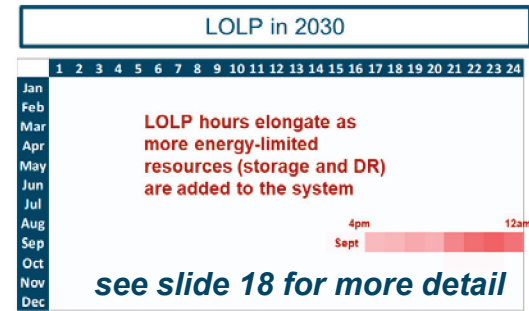 LOLP in 2030
1 2 3 4 5 6 7 8 9 10 11 12 13 14 15 16 17 18 19 20 21 22 23 24
Jan
Feb
Mar
Apr
May
Jun
Jul
Aug
Sep
Oct
Nov
Dec
LOLP hours elongate as
more energy-limited
resources (storage and DR)
are added to the system
4pm 12am
Sept
see slide 18 for more detail